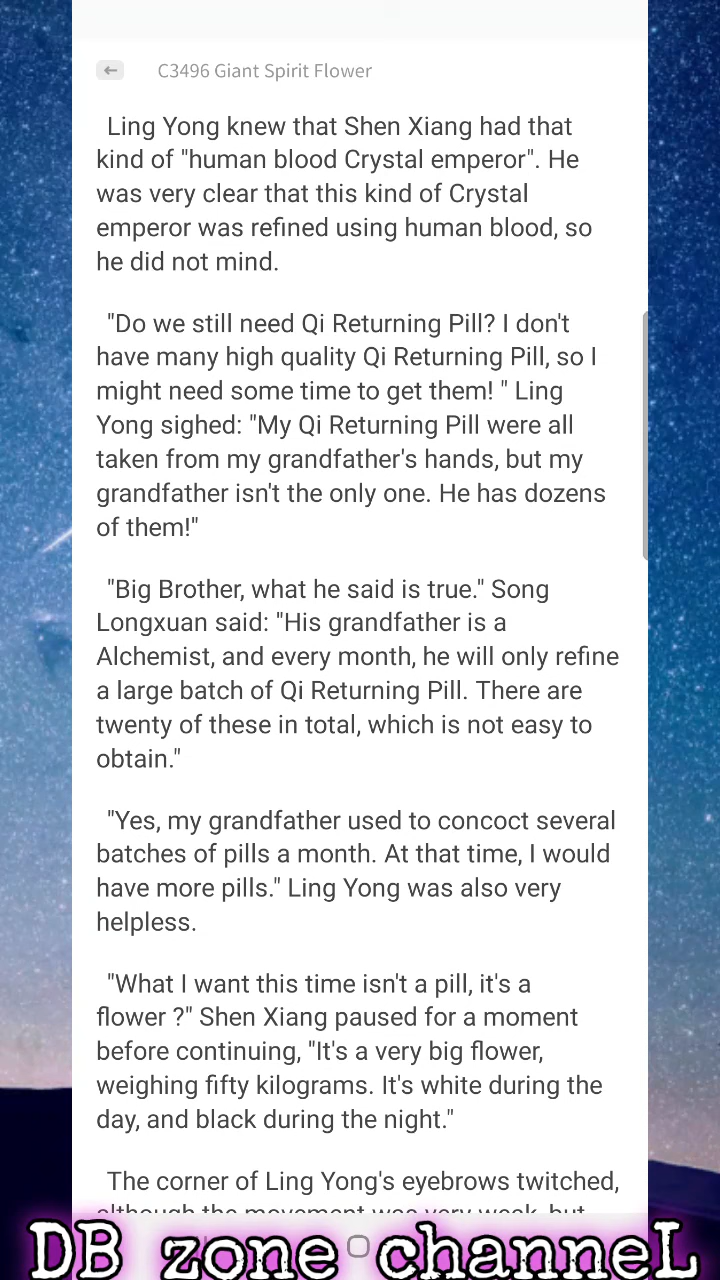 C3496 Giant Spirit Flower
Ling Yong knew that Shen Xiang had that
kind of "human blood Crystal emperor". He
was very clear that this kind of Crystal
emperor was refined using human blood, so
he did not mind.
"Do we still need Qi Returning Pill? I don't
have many high quality Qi Returning Pill, so I
might need some time to get them! " Ling
Yong sighed: "My Qi Returning Pill were all
taken from my grandfather's hands, but my
grandfather isn't the only one. He has dozens
of them!"
"Big Brother, what he said is true." Song
Longxuan said: "His grandfather is a
Alchemist, and every month, he will only refine
a large batch of Qi Returning Pill. There are
twenty of these in total, which is not easy to
obtain."
"Yes, my grandfather used to concoct several
batches of pills a month. At that time, I would
have more pills." Ling Yong was also very
helpless.
"What I want this time isn't a pill, it's a
flower ?" Shen Xiang paused for a moment
before continuing, "It's a very big flower,
weighing fifty kilograms. It's white during the
day, and black during the night."
The corner of Ling Yong's eyebrows twitched,
although the movement was very weak, but
DB zone channeL